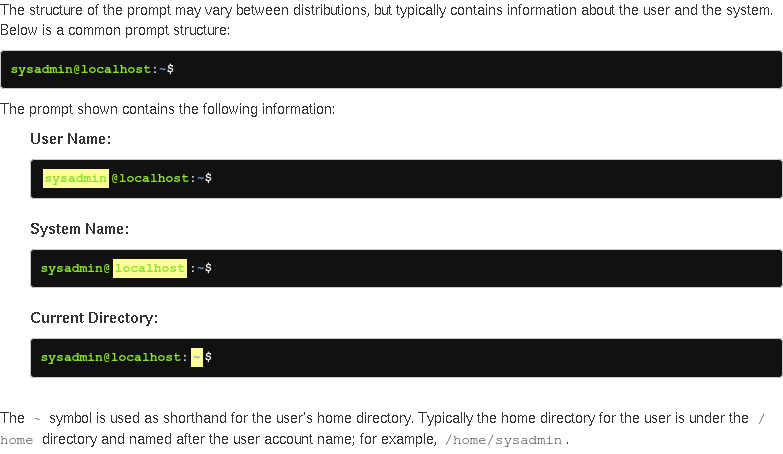 The structure of the prompt may vary between distributions, but typically contains information about the user and the system.
Below is a common prompt structure:
sysadmin@localhost:~$
The prompt shown contains the following information:
User Name:
sysadmin@localhost:~$
System Name:
sysadmin@localhost:~$
Current Directory:
sysadmin@localhost:~$
The ~ symbol is used as shorthand for the user's home directory. Typically the home directory for the user is under the /
home directory and named after the user account name; for example, /home/sysadmin.